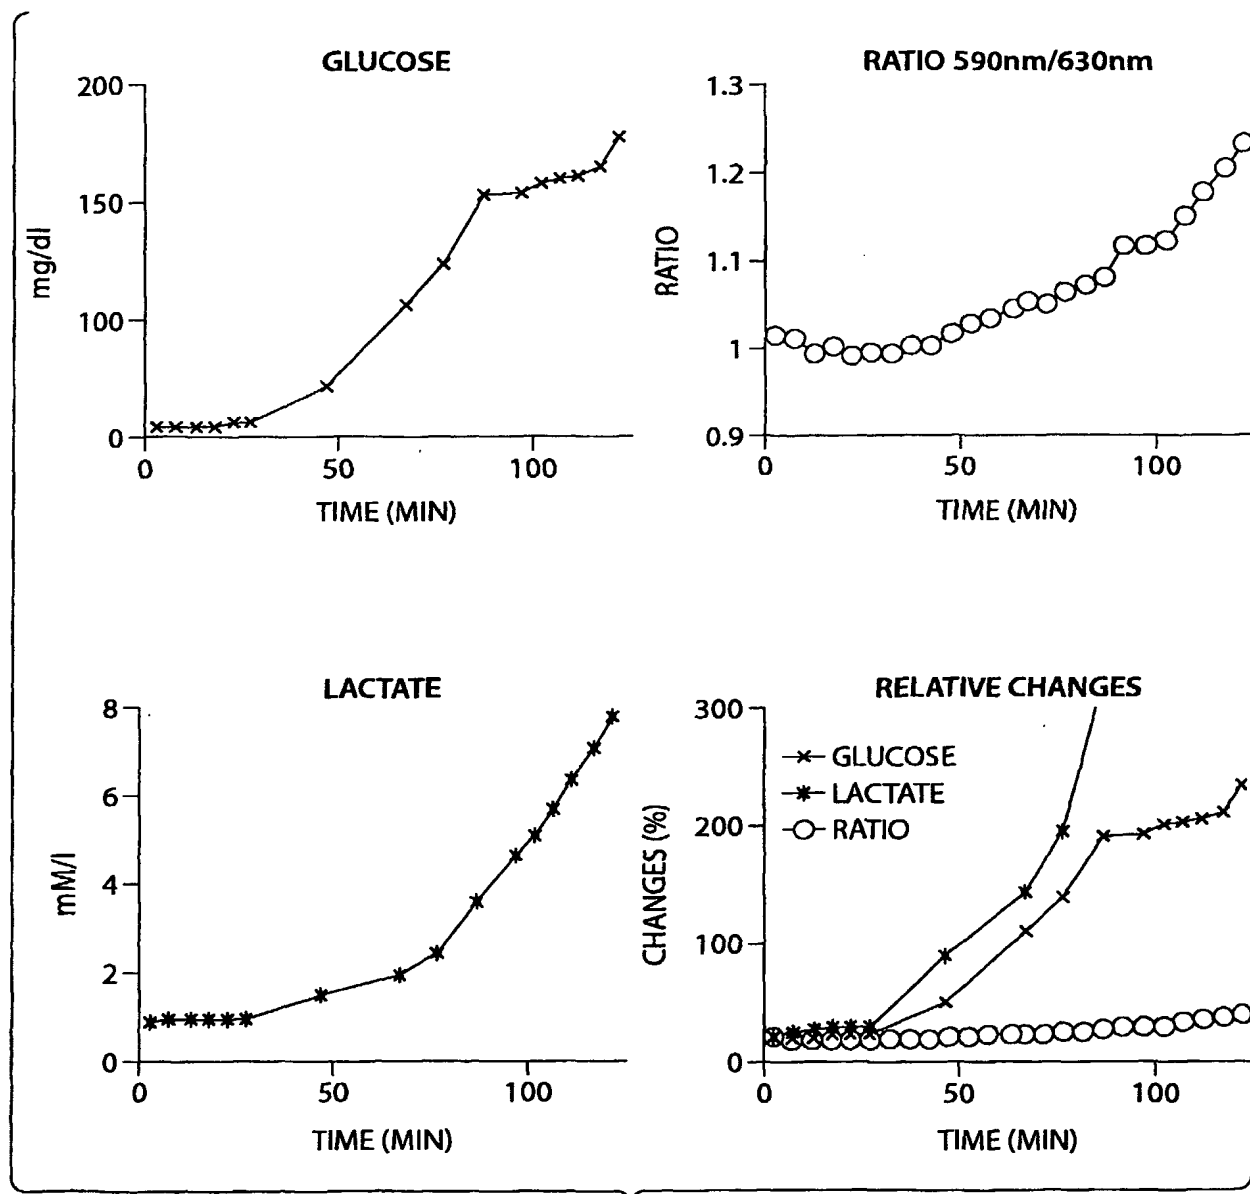 GLUCOSE
200
150
100
0
mg/dl
0 50 100
TIME (MIN)
RATIO 590nm/630nm
1.3
1.2
1.1
1
0.9
RATIO
0 50 100
TIME (MIN)
LACTATE
8
6
4
2
0
mM/l
0 50 100
TIME (MIN)
RELATIVE CHANGES
300
200
100
0
CHANGES (%)
GLUCOSE
LACTATE
RATIO
0 50 100
TIME (MIN)